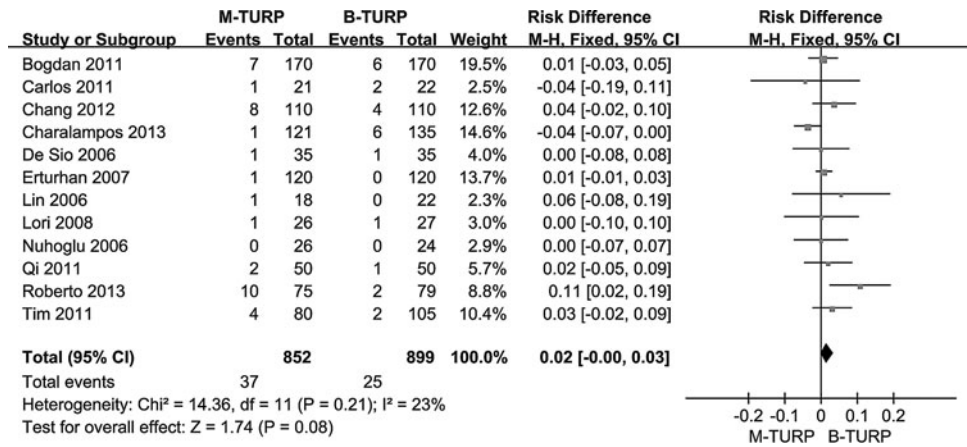 M-TURP B-TURP Risk Difference Risk Difference
Study or Subgroup Events Total Events Total Weight M-H, Fixed, 95% CI M-H, Fixed, 95% CI
Bogdan 2011 7 170 6 170 19.5% 0.01 [-0.03, 0.05]
Carlos 2011 1 21 2 22 2.5% -0.04 [-0.19, 0.11]
Chang 2012 8 110 4 110 12.6% 0.04 [-0.02, 0.10]
Charalampos 2013 1 121 6 135 14.6% -0.04 [-0.07, 0.00]
De Sio 2006 1 35 1 35 4.0% 0.00 [-0.08, 0.08]
Erturhan 2007 1 120 0 120 13.7% 0.01 [-0.01, 0.03]
Lin 2006 1 18 0 22 2.3% 0.06 [-0.08, 0.19]
Lori 2008 1 26 1 27 3.0% 0.00 [-0.10, 0.10]
Nuhoglu 2006 0 26 0 24 2.9% 0.00 [-0.07, 0.07]
Qi 2011 2 50 1 50 5.7% 0.02 [-0.05, 0.09]
Roberto 2013 10 75 2 79 8.8% 0.11 [0.02, 0.19]
Tim 2011 4 80 2 105 10.4% 0.03 [-0.02, 0.09]
Total (95% CI) 852 899 100.0% 0.02 [-0.00, 0.03]
Total events 37 25
Heterogeneity: Chi² = 14.36, df = 11 (P = 0.21); I² = 23%
Test for overall effect: Z = 1.74 (P = 0.08)
-0.2 -0.1 0 0.1 0.2
M-TURP B-TURP